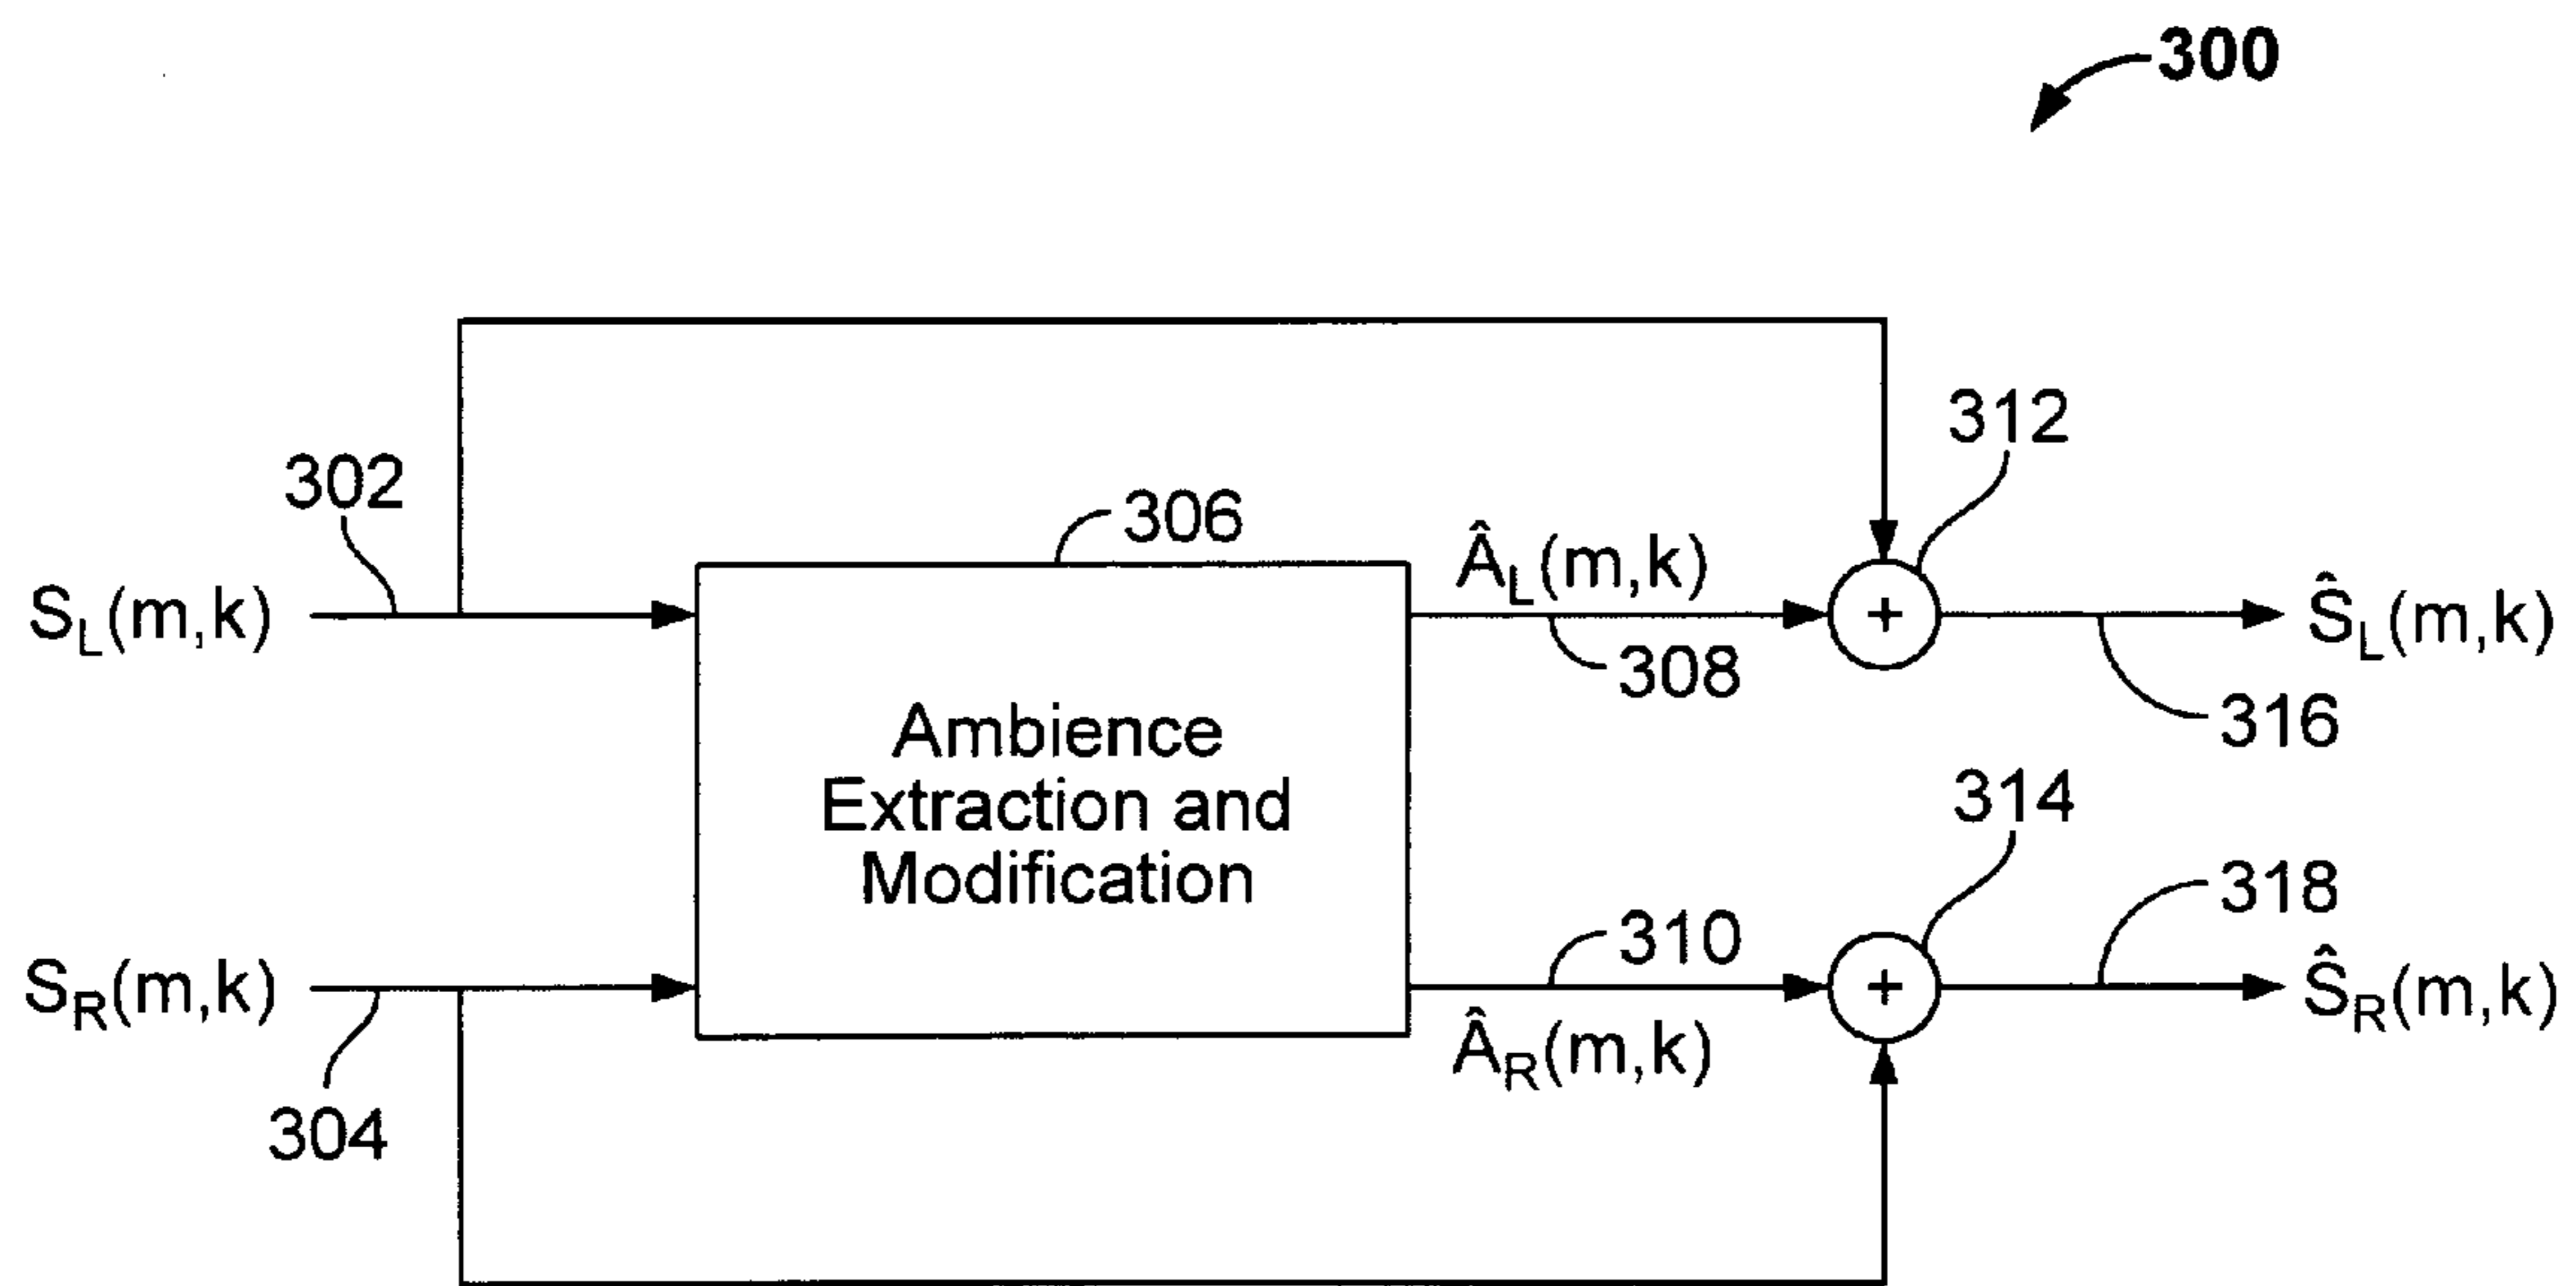 300
312
302
306
S_L(m,k)
Â_L(m,k)
308
Ŝ_L(m,k)
316
Ambience
Extraction and
Modification
314
318
310
S_R(m,k)
Â_R(m,k)
Ŝ_R(m,k)
304
+
+